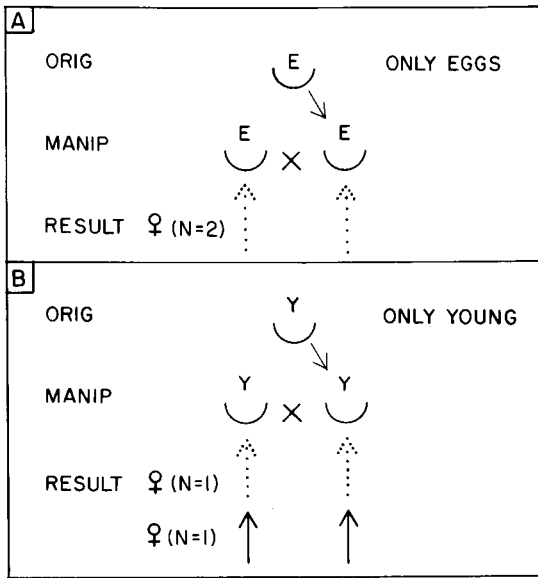 A
ORIG E ONLY EGGS
MANIP E × E
RESULT ♀ (N=2)
B
ORIG Y ONLY YOUNG
MANIP Y × Y
RESULT ♀ (N=1)
♀ (N=1)